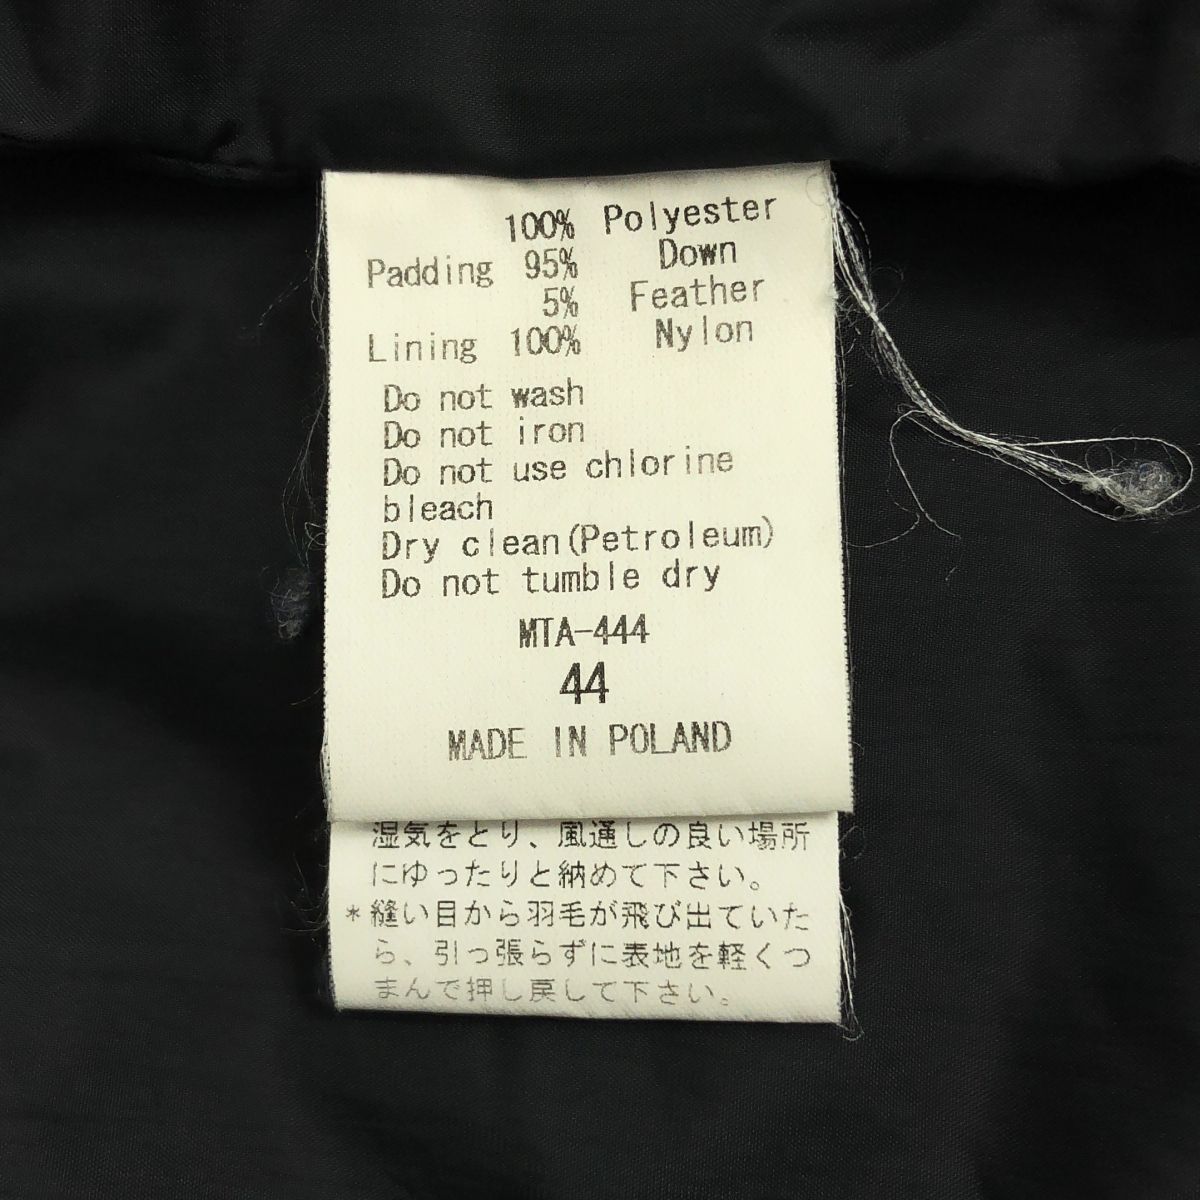 100% Polyester
Padding 95% Down
5% Feather
Lining 100% Nylon
Do not wash
Do not iron
Do not use chlorine
bleach
Dry clean(Petroleum)
Do not tumble dry
MTA-444
44
MADE IN POLAND
湿気をとり、風通しの良い場所
にゆったりと納めて下さい。
*縫い目から羽毛が飛び出ていた
ら、引っ張らずに表地を軽くつ
まんで押し戻して下さい。